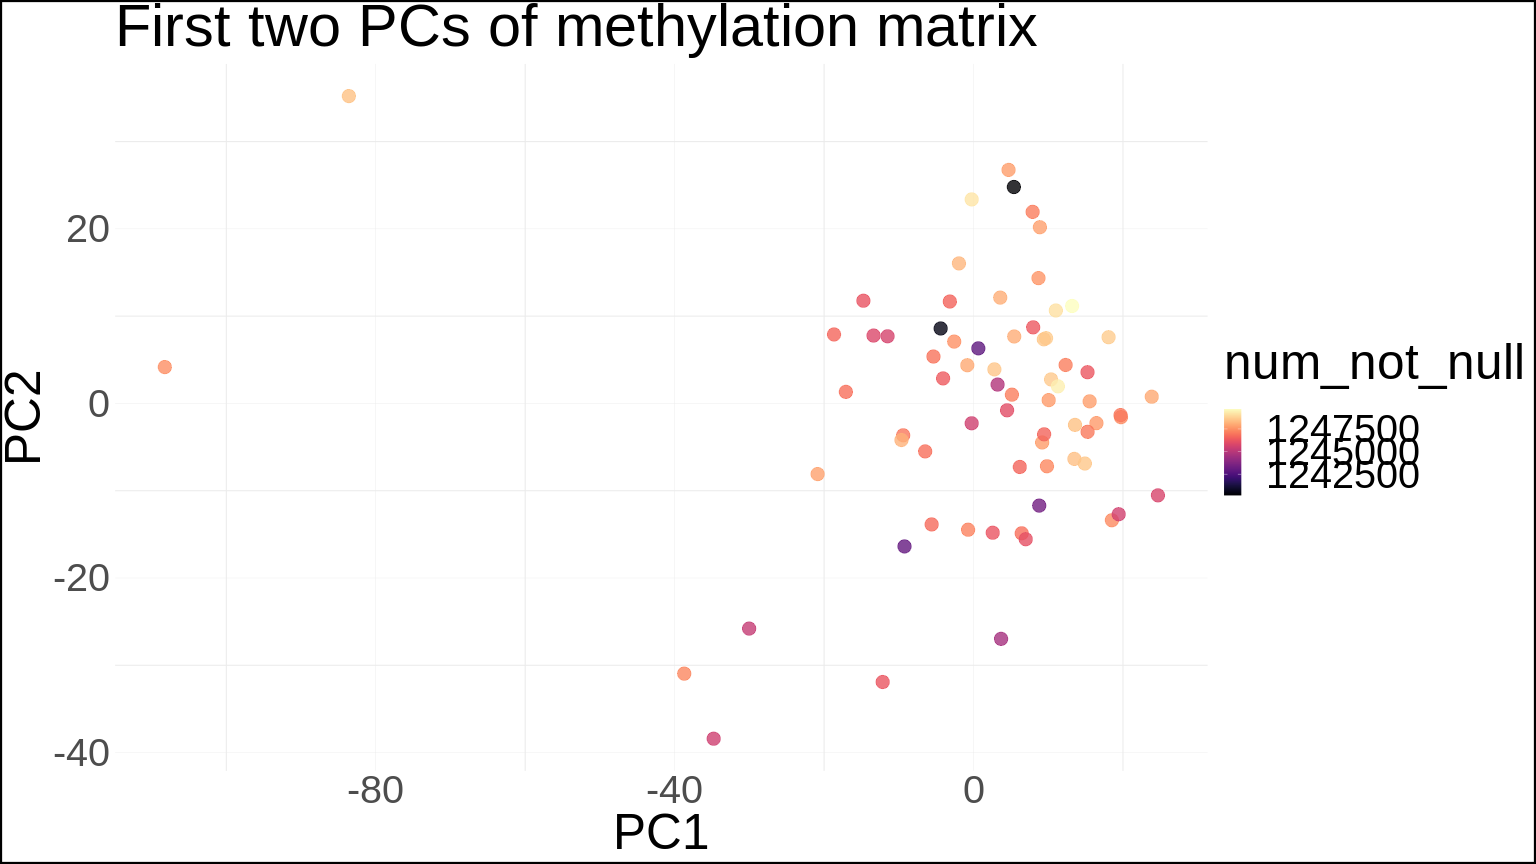 First two PCs of methylation matrix
20
0
-20
-40
PC2
-80
-40
0
PC1
num_not_null
1247500
1245000
1242500